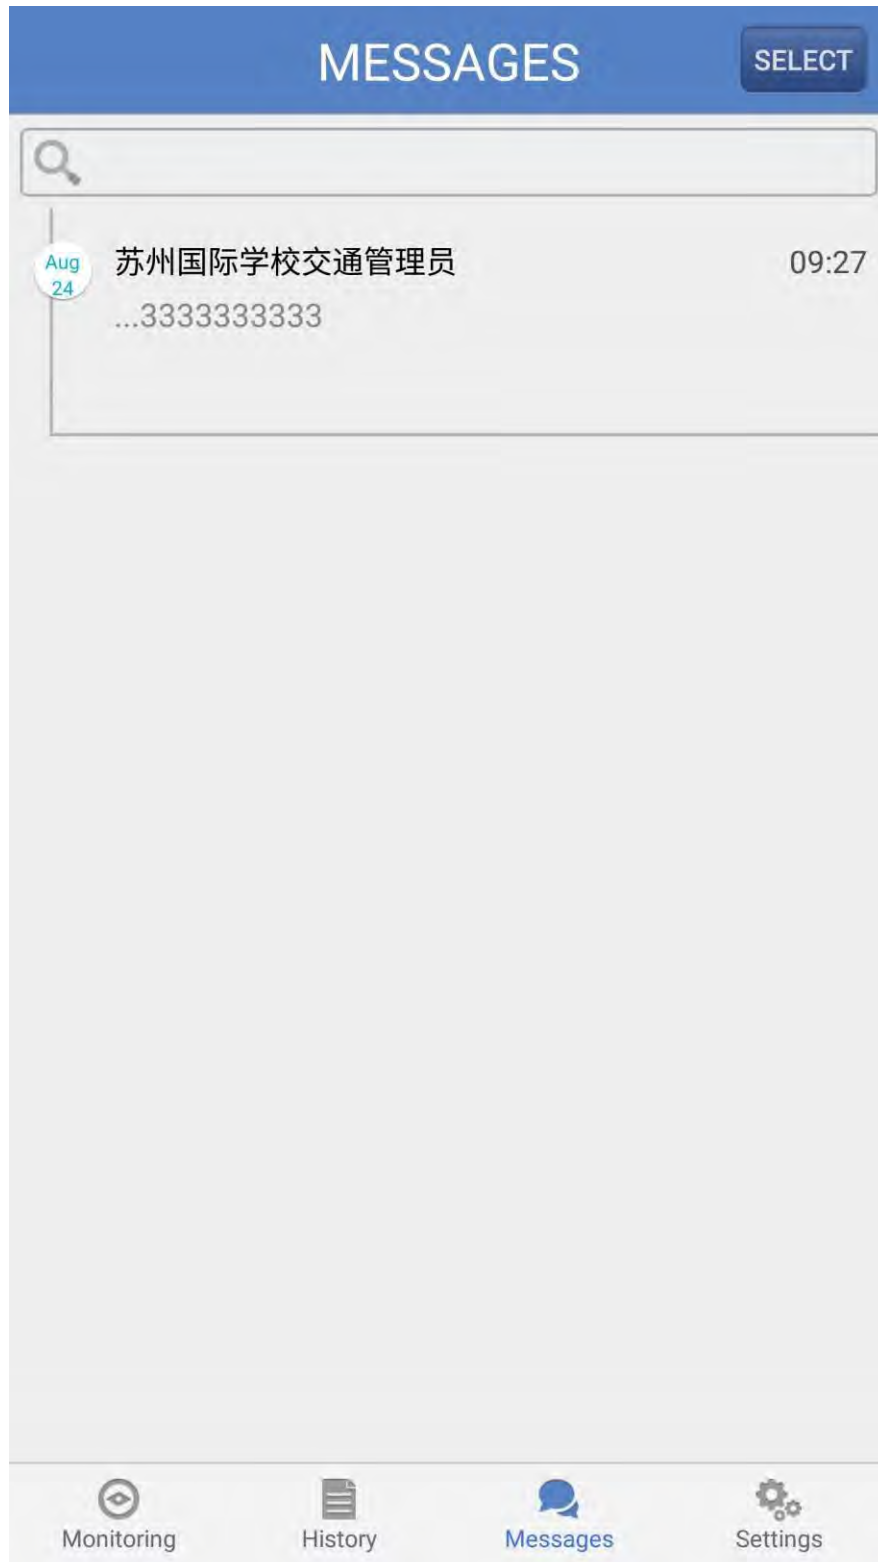 MESSAGES
SELECT
Aug
24
苏州国际学校交通管理员
09:27
...3333333333
Monitoring
History
Messages
Settings